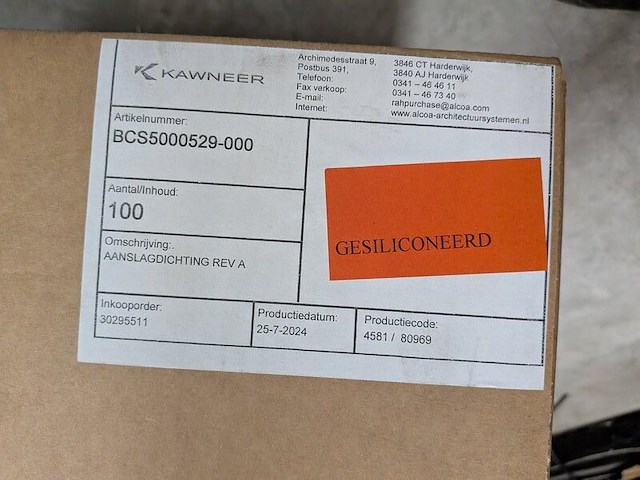 KAWNEER
Archimedesstraat 9, 3846 CT Harderwijk,
Postbus 391, 3840 AJ Harderwijk
Telefoon: 0341 – 46 46 11
Fax verkoop: 0341 – 46 73 40
E-mail: rahpurchase@alcoa.com
Internet: www.alcoa-architectuursystemen.nl
Artikelnummer:
BCS5000529-000
Aantal/Inhoud:
100
GESILICONEERD
Omschrijving:.
AANSLAGDICHTING REV A
Inkooporder:
30295511
Productiedatum:
25-7-2024
Productiecode:
4581 / 80969